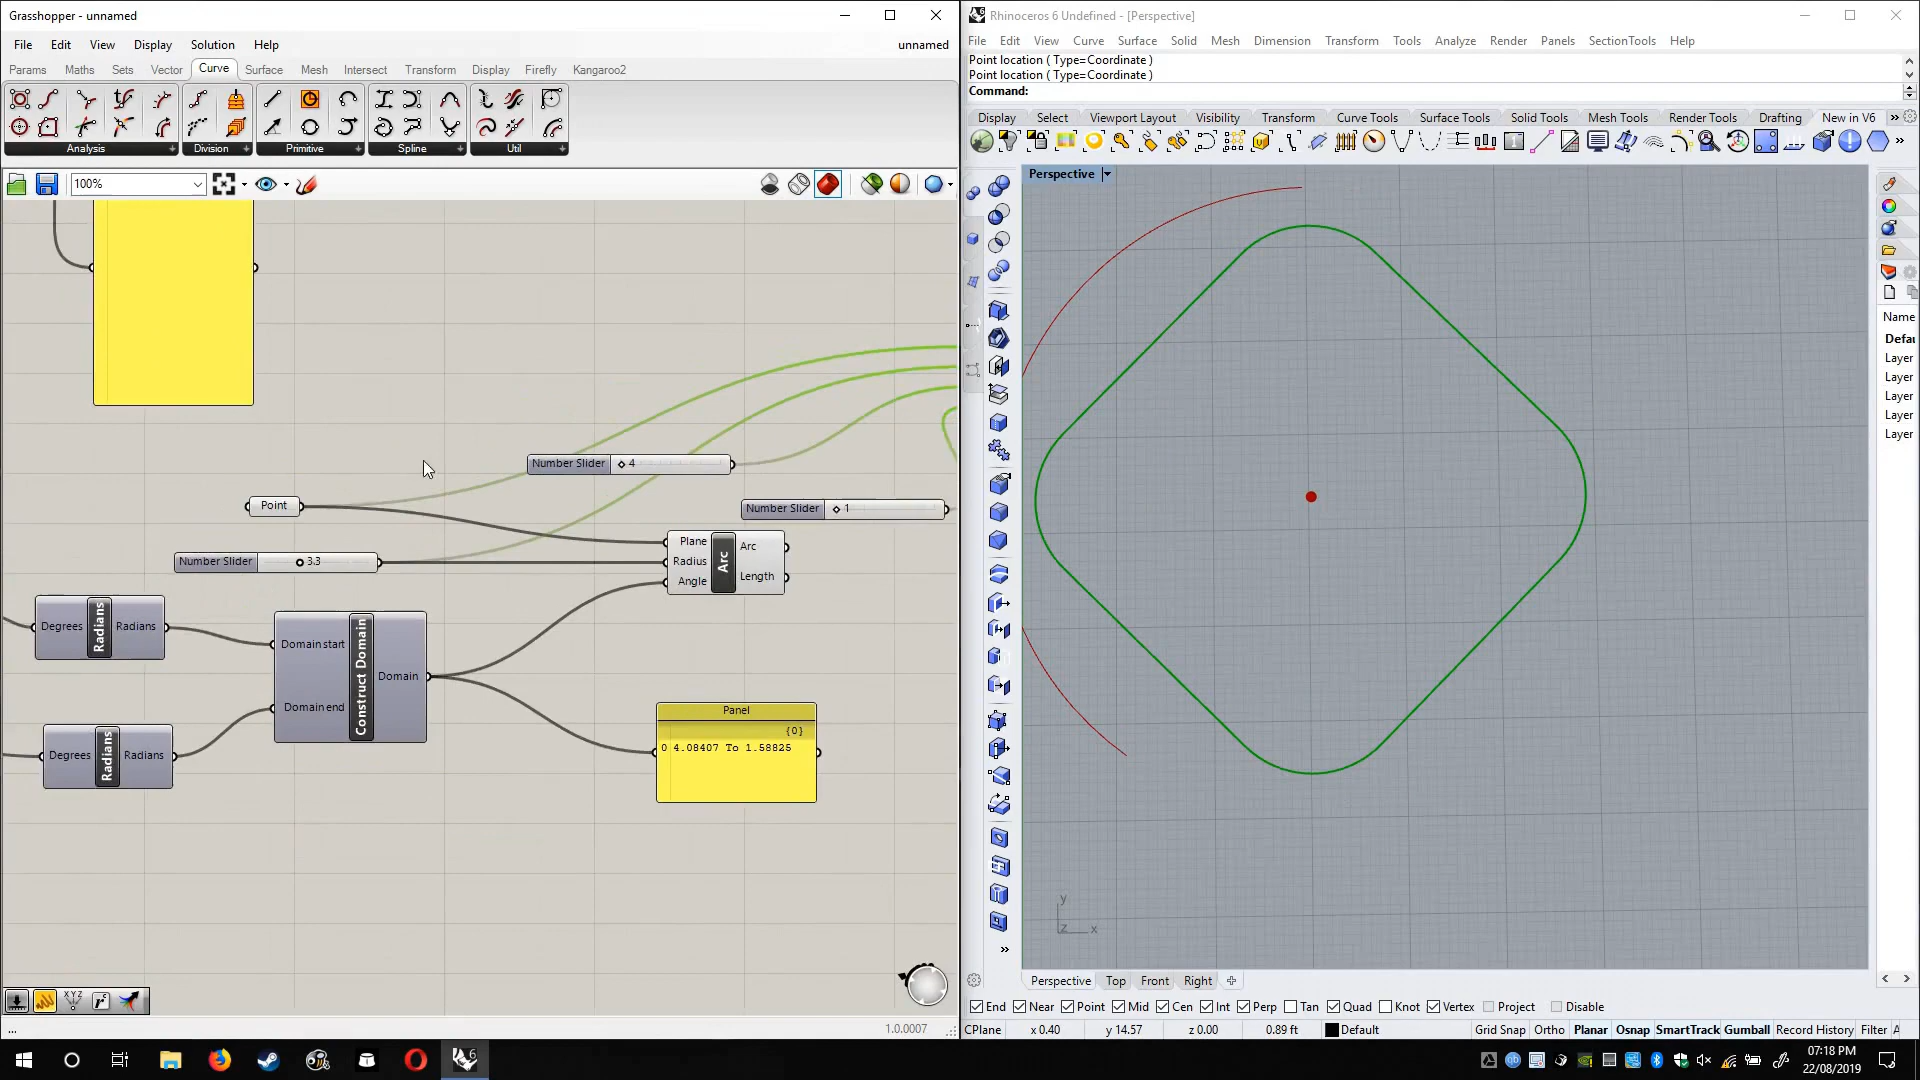 Grasshopper - unnamed
File Edit View Display Solution Help unnamed
Params Maths Sets Vector Curve Surface Mesh Intersect Transform Display Firefly Kangaroo2
Analysis Division Primitive Spline Util
100%
Number Slider 4
Point
Number Slider 1
Number Slider 3.3
Plane Radius Angle Arc Arc Length
Degrees Radians Radians
Domain start Domain end Construct Domain Domain
Degrees Radians Radians
Panel
{0}
0 4.08407 To 1.58825
XYZ
...
1.0.0007
Rhinoceros 6 Undefined - [Perspective]
File Edit View Curve Surface Solid Mesh Dimension Transform Tools Analyze Render Panels SectionTools Help
Point location ( Type=Coordinate )
Point location ( Type=Coordinate )
Command:
Display Select Viewport Layout Visibility Transform Curve Tools Surface Tools Solid Tools Mesh Tools Render Tools Drafting New in V6
Perspective
Name
Defau
Layer
Layer
Layer
Layer
Layer
y
z x
Perspective Top Front Right
End Near Point Mid Cen Int Perp Tan Quad Knot Vertex Project Disable
CPlane x 0.40 y 14.57 z 0.00 0.89 ft Default Grid Snap Ortho Planar Osnap SmartTrack Gumball Record History Filter A
07:18 PM
22/08/2019